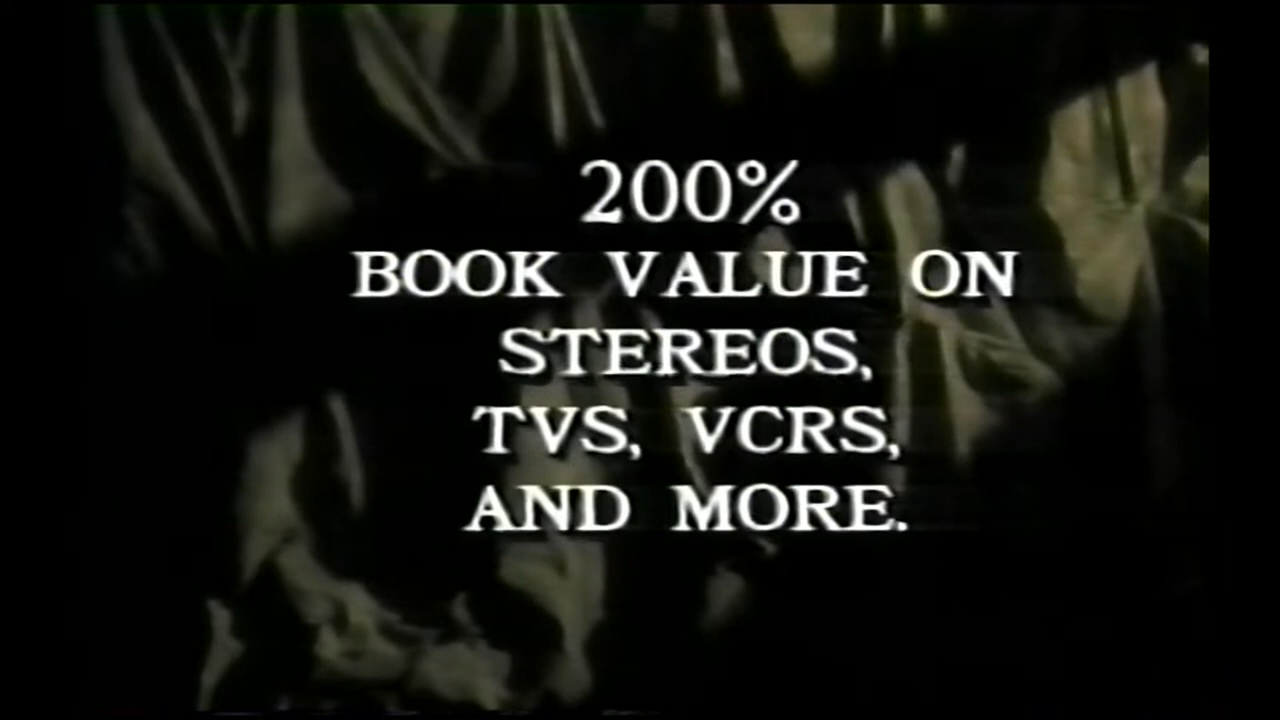 200%
BOOK VALUE ON
STEREOS,
TVS, VCRS,
AND MORE.